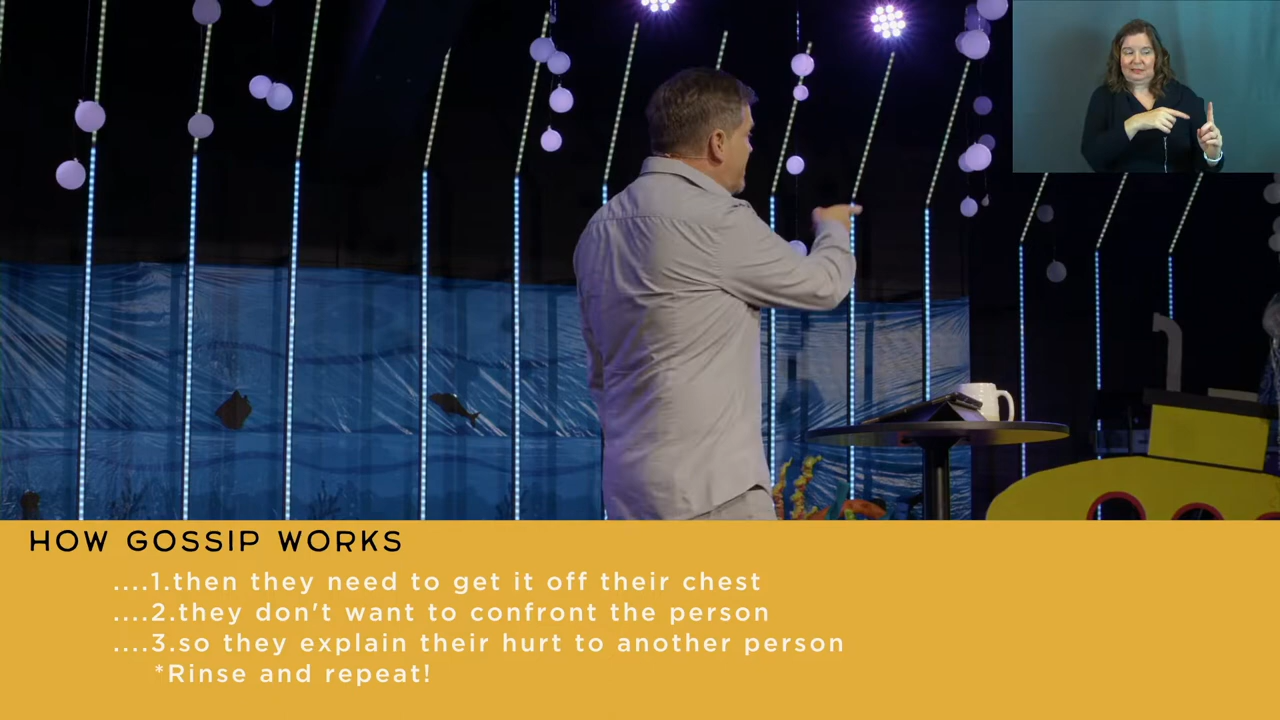 HOW GOSSIP WORKS
....1.then they need to get it off their chest
....2.they don't want to confront the person
....3.so they explain their hurt to another person
*Rinse and repeat!